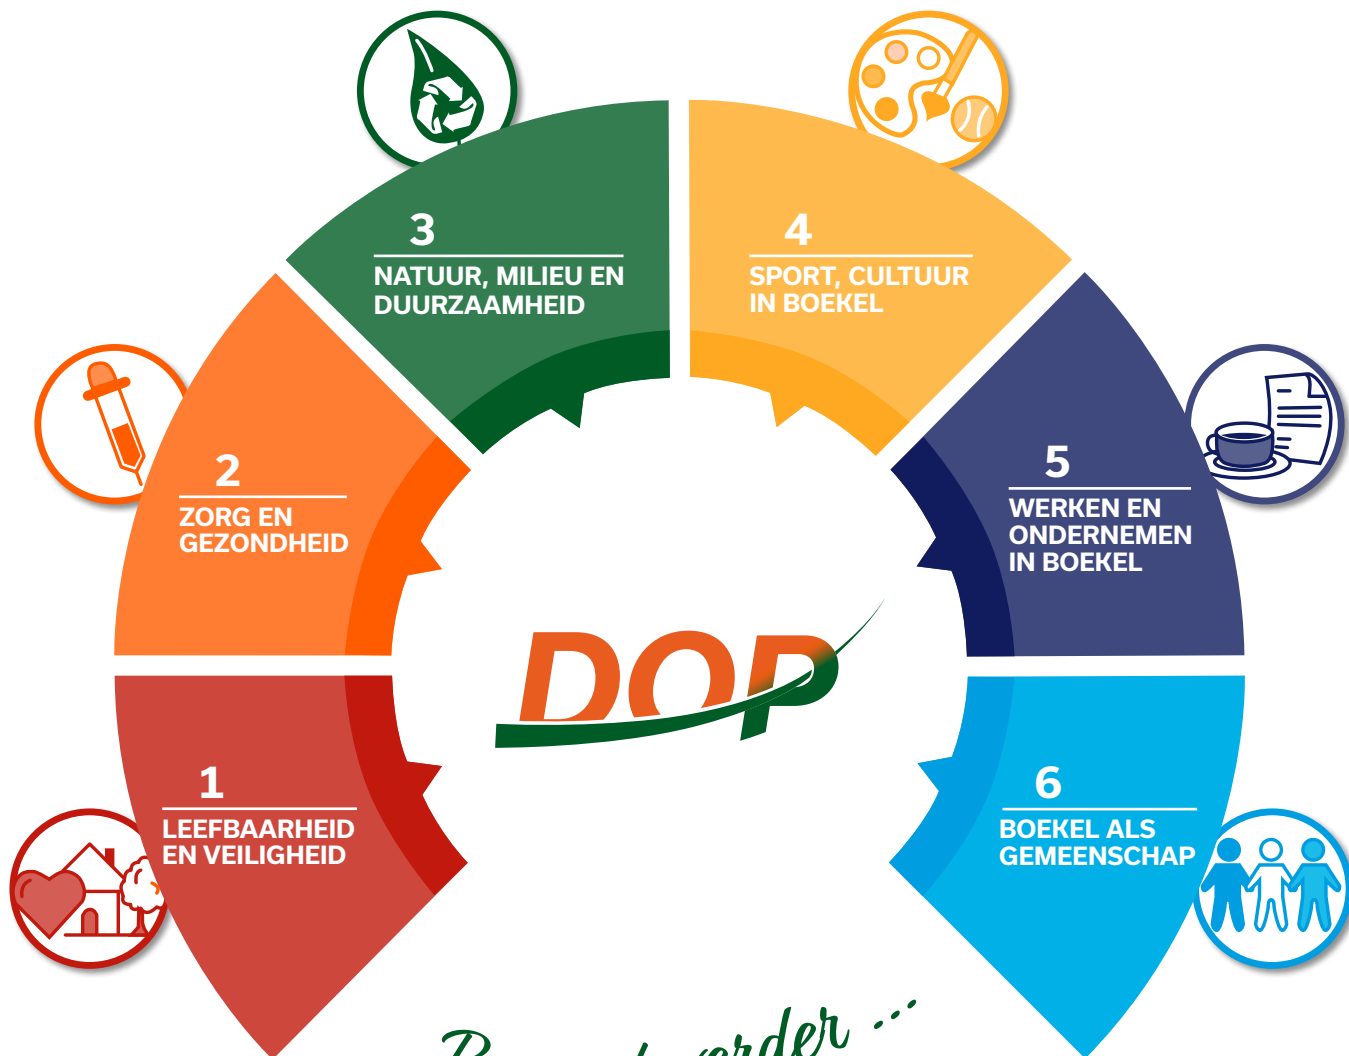 3
NATUUR, MILIEU EN
DUURZAAMHEID
4
SPORT, CULTUUR
IN BOEKEL
2
ZORG EN
GEZONDHEID
5
WERKEN EN
ONDERNEMEN
IN BOEKEL
DOP
1
LEEFBAARHEID
EN VEILIGHEID
6
BOEKEL ALS
GEMEENSCHAP
verder ...